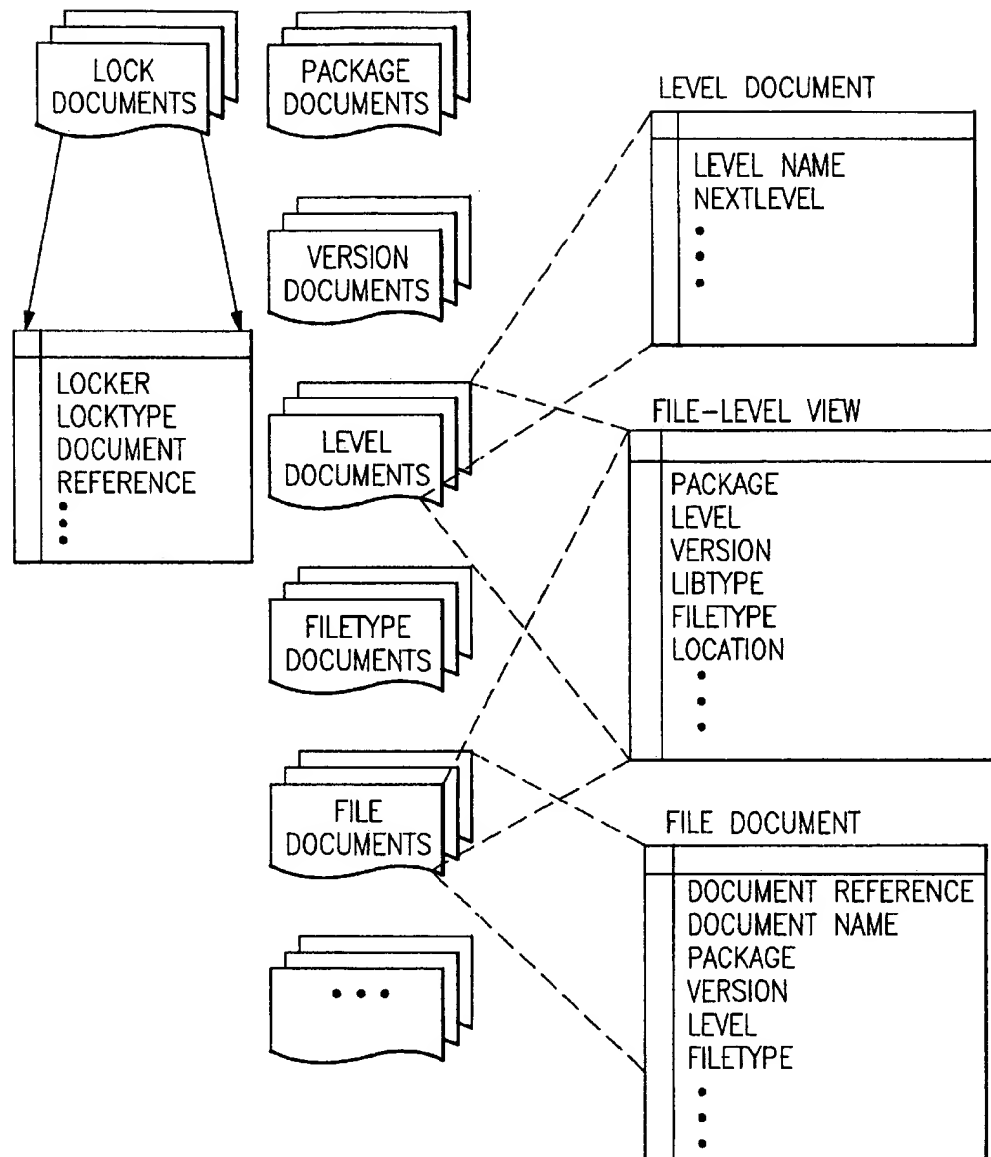 LOCK
DOCUMENTS
PACKAGE
DOCUMENTS
VERSION
DOCUMENTS
LEVEL
DOCUMENTS
FILETYPE
DOCUMENTS
FILE
DOCUMENTS
• • •
LOCKER
LOCKTYPE
DOCUMENT
REFERENCE
LEVEL DOCUMENT
LEVEL NAME
NEXTLEVEL
FILE-LEVEL VIEW
PACKAGE
LEVEL
VERSION
LIBTYPE
FILETYPE
LOCATION
FILE DOCUMENT
DOCUMENT REFERENCE
DOCUMENT NAME
PACKAGE
VERSION
LEVEL
FILETYPE